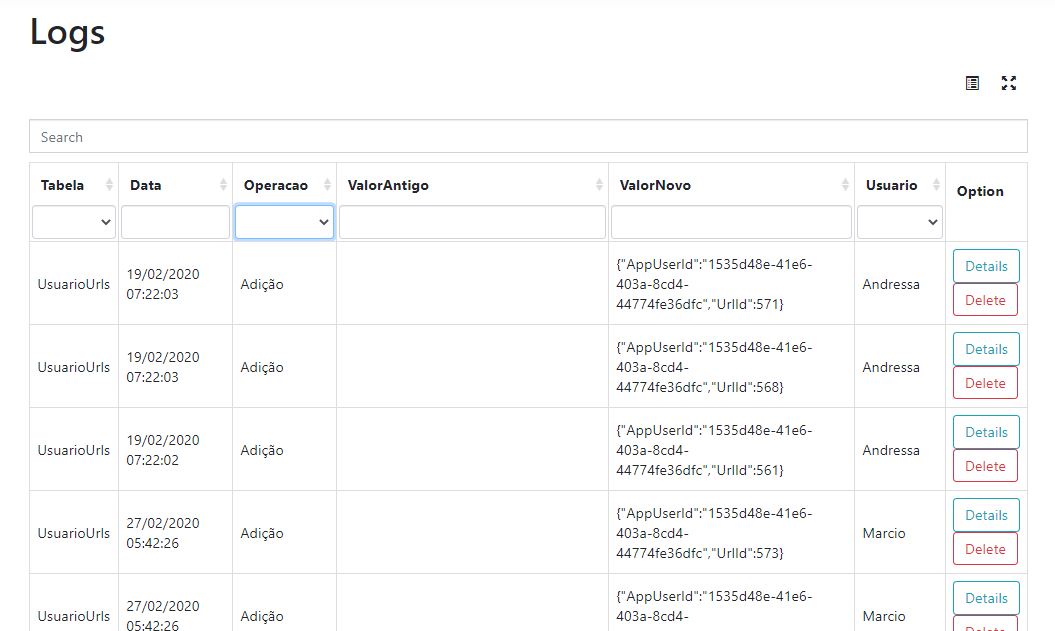 Logs
Search
Tabela Data Operacao ValorAntigo ValorNovo Usuario Option
UsuarioUrls 19/02/2020 07:22:03 Adição {"AppUserId":"1535d48e-41e6-403a-8cd4-44774fe36dfc","UrlId":571} Andressa Details Delete
UsuarioUrls 19/02/2020 07:22:03 Adição {"AppUserId":"1535d48e-41e6-403a-8cd4-44774fe36dfc","UrlId":568} Andressa Details Delete
UsuarioUrls 19/02/2020 07:22:02 Adição {"AppUserId":"1535d48e-41e6-403a-8cd4-44774fe36dfc","UrlId":561} Andressa Details Delete
UsuarioUrls 27/02/2020 05:42:26 Adição {"AppUserId":"1535d48e-41e6-403a-8cd4-44774fe36dfc","UrlId":573} Marcio Details Delete
UsuarioUrls 27/02/2020 05:42:26 Adição {"AppUserId":"1535d48e-41e6-403a-8cd4- Marcio Details Delete